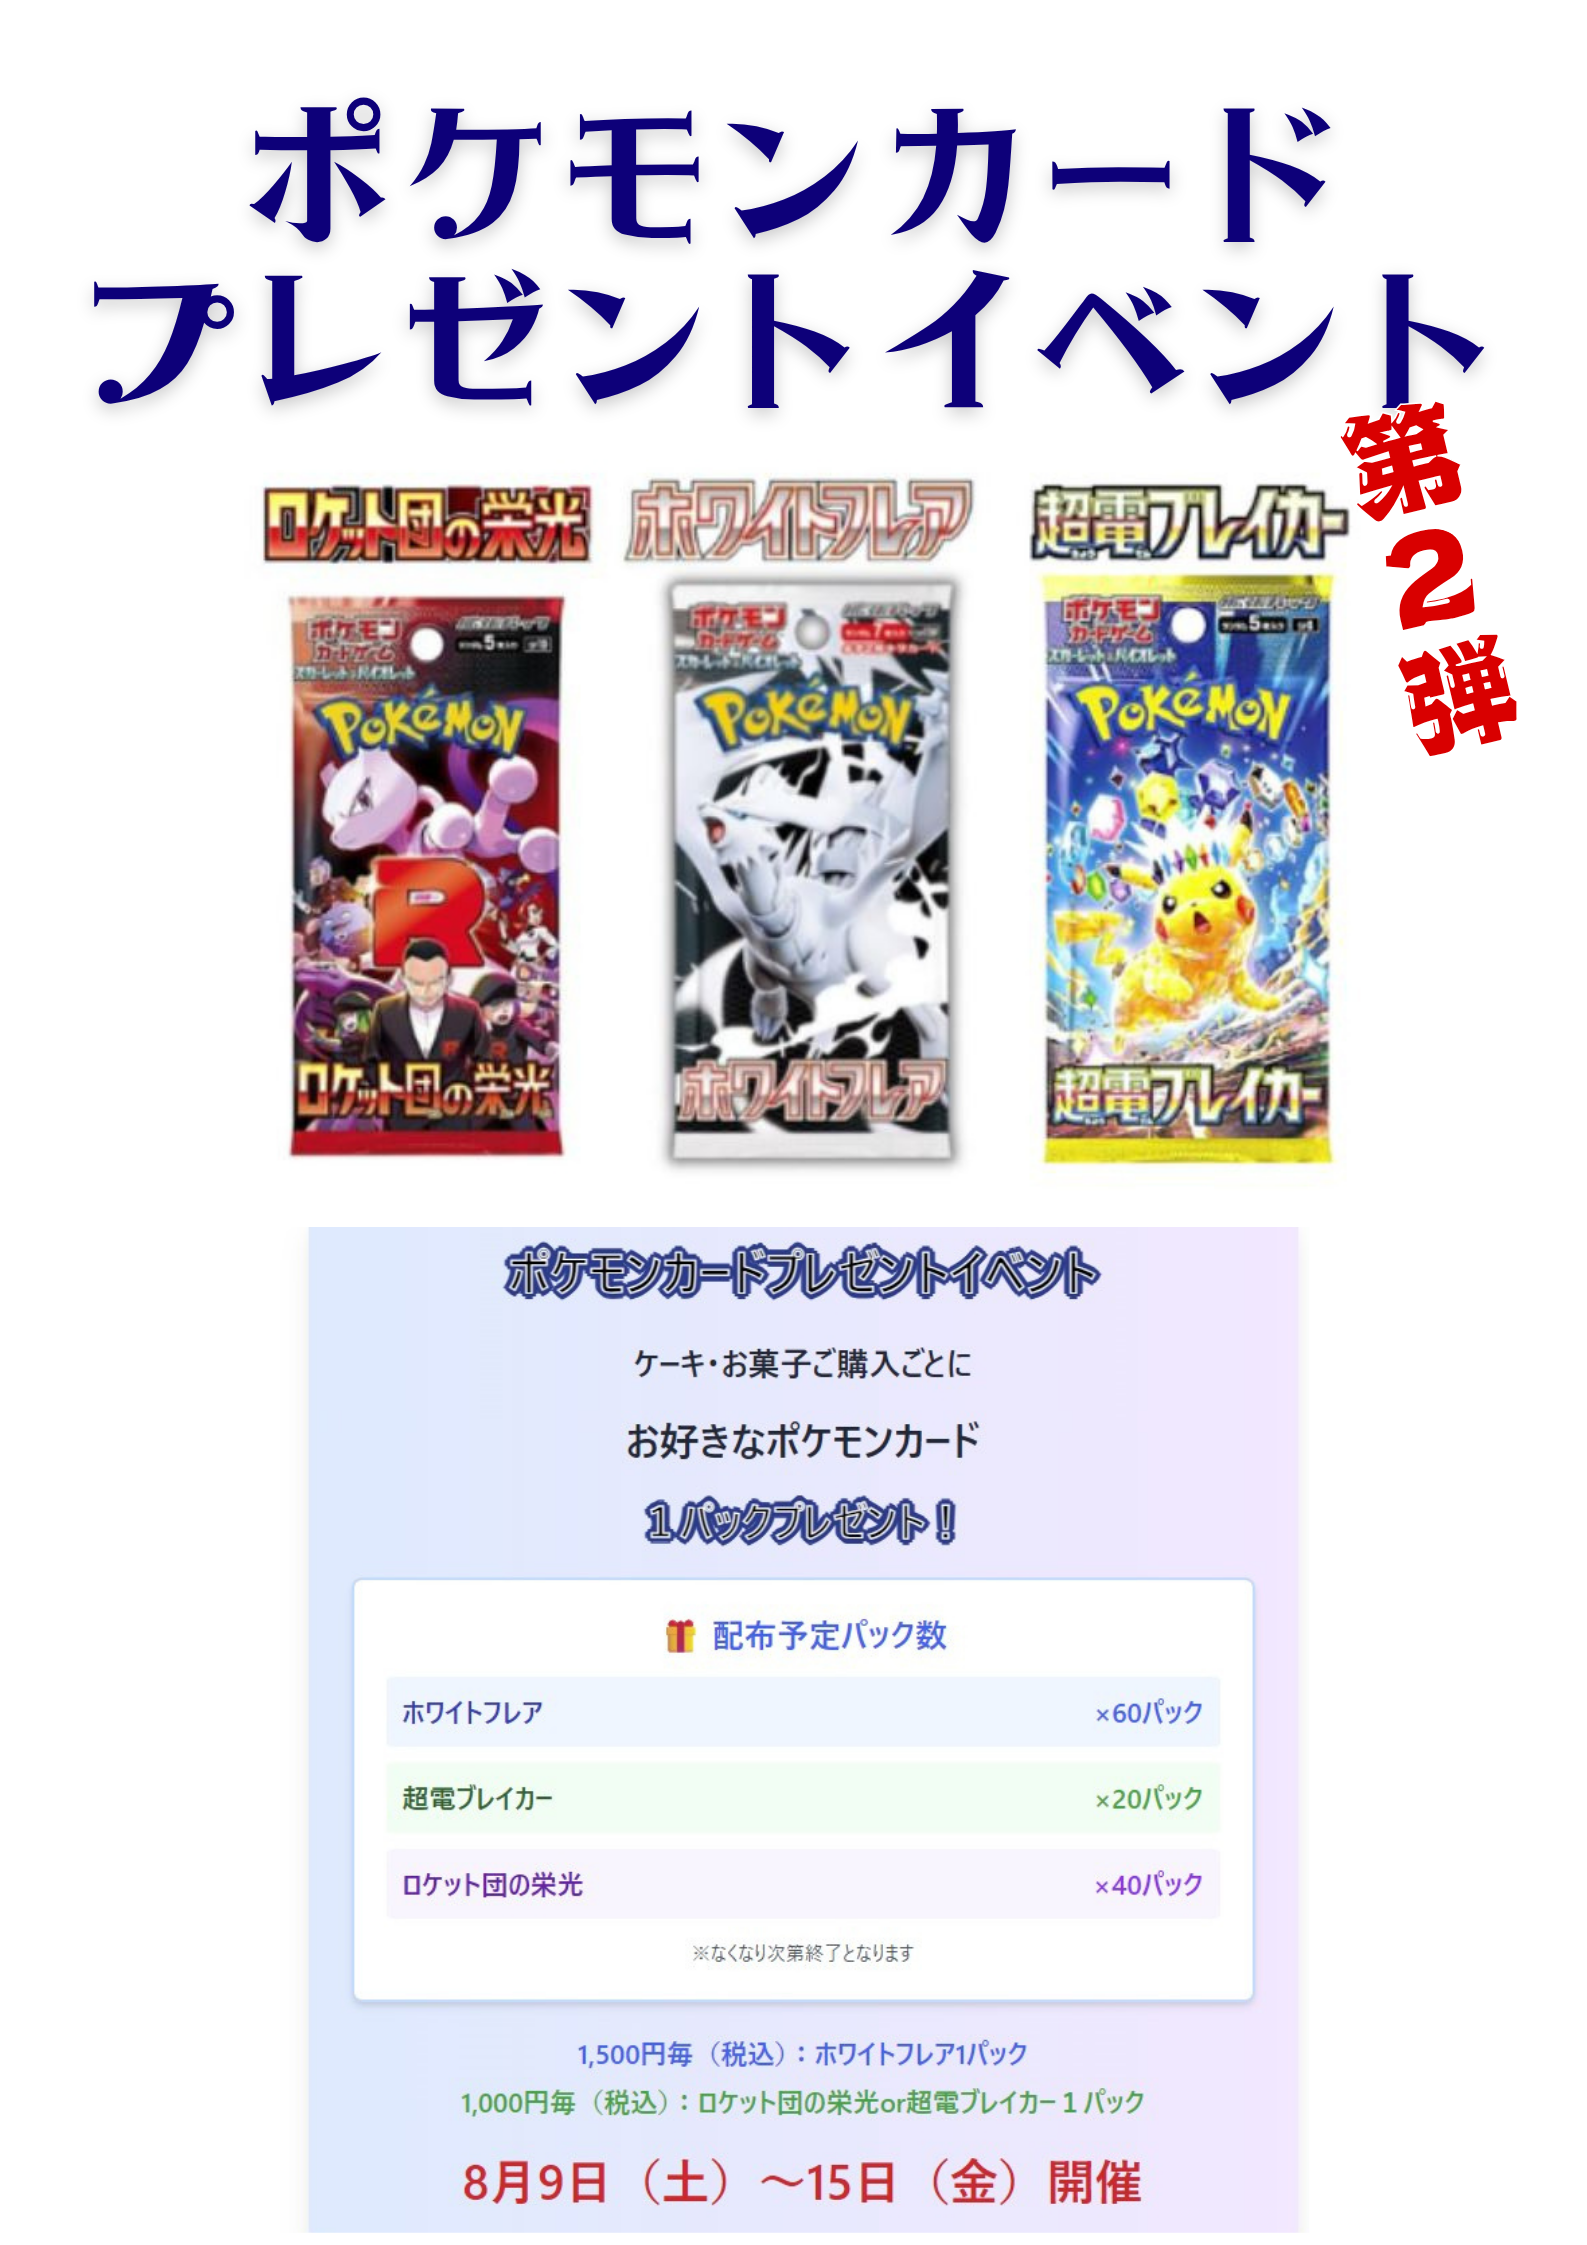 ポケモンカード
プレゼントイベント
第
2
弾
ロケット団の栄光
ホワイトフレア
超電ブレイカー
ポケモン
カードゲーム
スカーレット&バイオレット
POKéMON
R
ロケット団の栄光
ポケモン
カードゲーム
スカーレット&バイオレット
POKéMON
ホワイトフレア
ポケモン
カードゲーム
スカーレット&バイオレット
POKéMON
超電ブレイカー
ポケモンカードプレゼントイベント
ケーキ・お菓子ご購入ごとに
お好きなポケモンカード
1パックプレゼント!
配布予定パック数
ホワイトフレア ×60パック
超電ブレイカー ×20パック
ロケット団の栄光 ×40パック
※なくなり次第終了となります
1,500円毎(税込):ホワイトフレア1パック
1,000円毎(税込):ロケット団の栄光or超電ブレイカー1パック
8月9日(土)~15日(金)開催